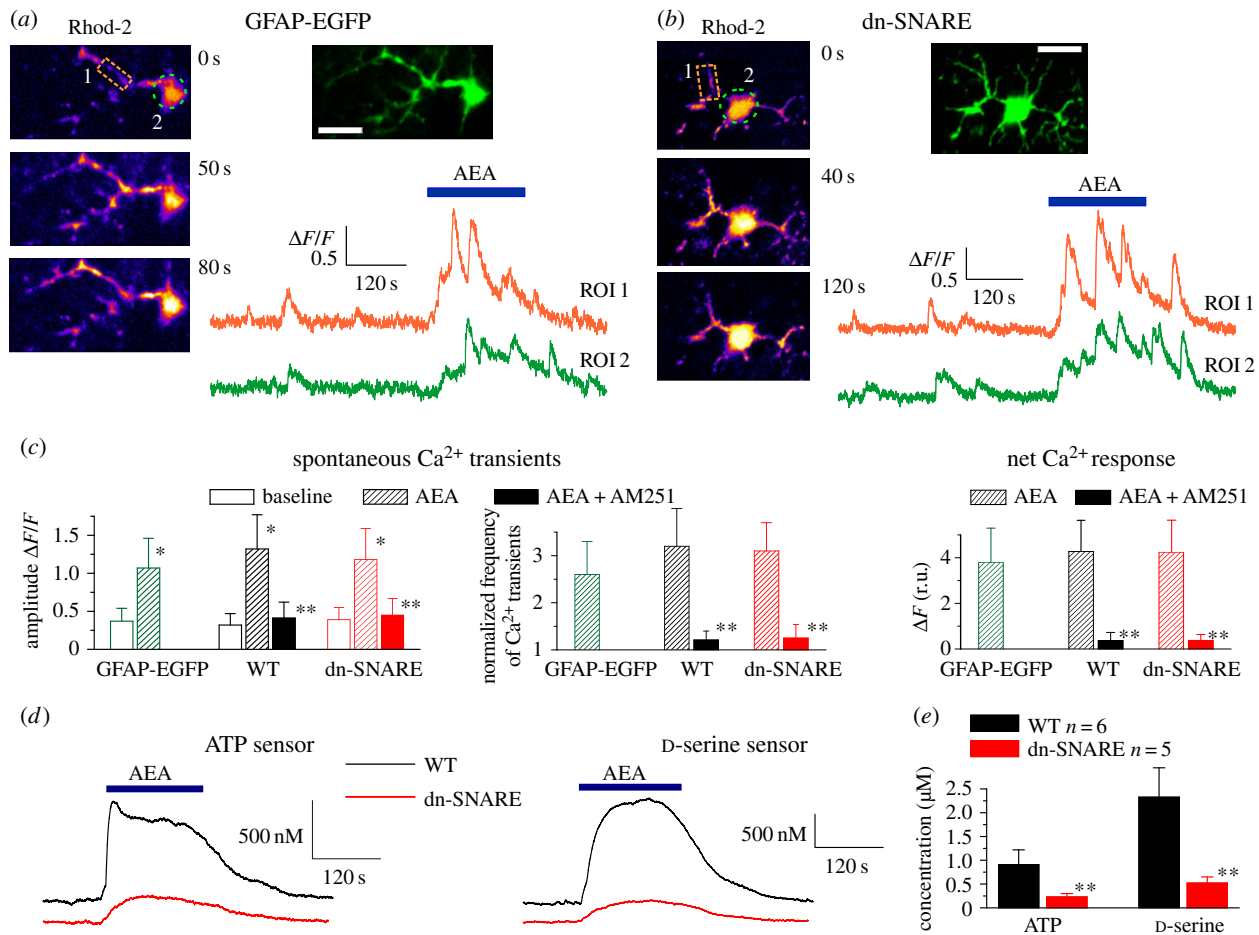 (a)
GFAP-EGFP
Rhod-2
0 s
1
2
50 s
80 s
AEA
ΔF/F
0.5
120 s
ROI 1
ROI 2
(b)
dn-SNARE
Rhod-2
0 s
1
2
40 s
120 s
AEA
ΔF/F
0.5
120 s
ROI 1
ROI 2
(c)
spontaneous Ca²⁺ transients
baseline AEA AEA + AM251
amplitude ΔF/F
1.5
1.0
0.5
0
* * ** * **
GFAP-EGFP WT dn-SNARE
normalized frequency
of Ca²⁺ transients
3
2
1
** **
GFAP-EGFP WT dn-SNARE
net Ca²⁺ response
AEA AEA + AM251
ΔF (r.u.)
4
2
0
** **
GFAP-EGFP WT dn-SNARE
(d)
ATP sensor
AEA
WT
dn-SNARE
500 nM
120 s
D-serine sensor
AEA
500 nM
120 s
(e)
WT n = 6
dn-SNARE n = 5
concentration (μM)
2.5
2.0
1.5
1.0
0.5
0
** **
ATP D-serine